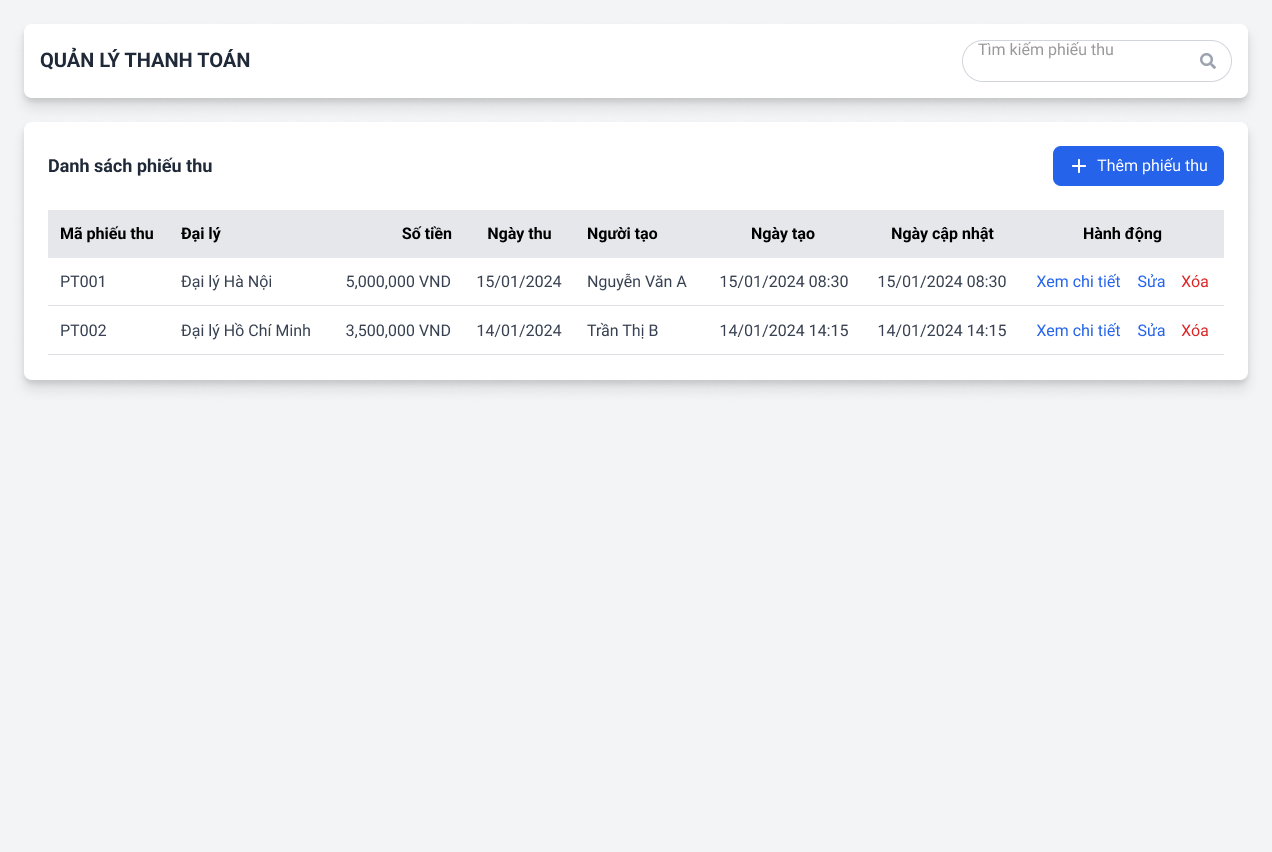 QUẢN LÝ THANH TOÁN
Tìm kiếm phiếu thu
Danh sách phiếu thu
Thêm phiếu thu
Mã phiếu thu Đại lý Số tiền Ngày thu Người tạo Ngày tạo Ngày cập nhật Hành động
PT001 Đại lý Hà Nội 5,000,000 VND 15/01/2024 Nguyễn Văn A 15/01/2024 08:30 15/01/2024 08:30 Xem chi tiết Sửa Xóa
PT002 Đại lý Hồ Chí Minh 3,500,000 VND 14/01/2024 Trần Thị B 14/01/2024 14:15 14/01/2024 14:15 Xem chi tiết Sửa Xóa